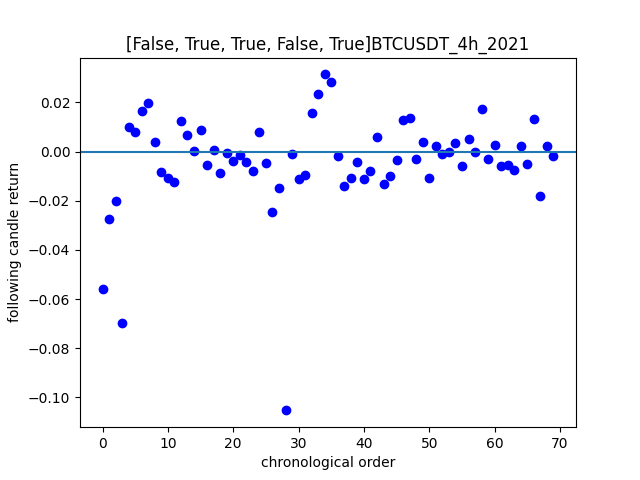 [False, True, True, False, True]BTCUSDT_4h_2021
following candle return
0.02
0.00
−0.02
−0.04
−0.06
−0.08
−0.10
0 10 20 30 40 50 60 70
chronological order